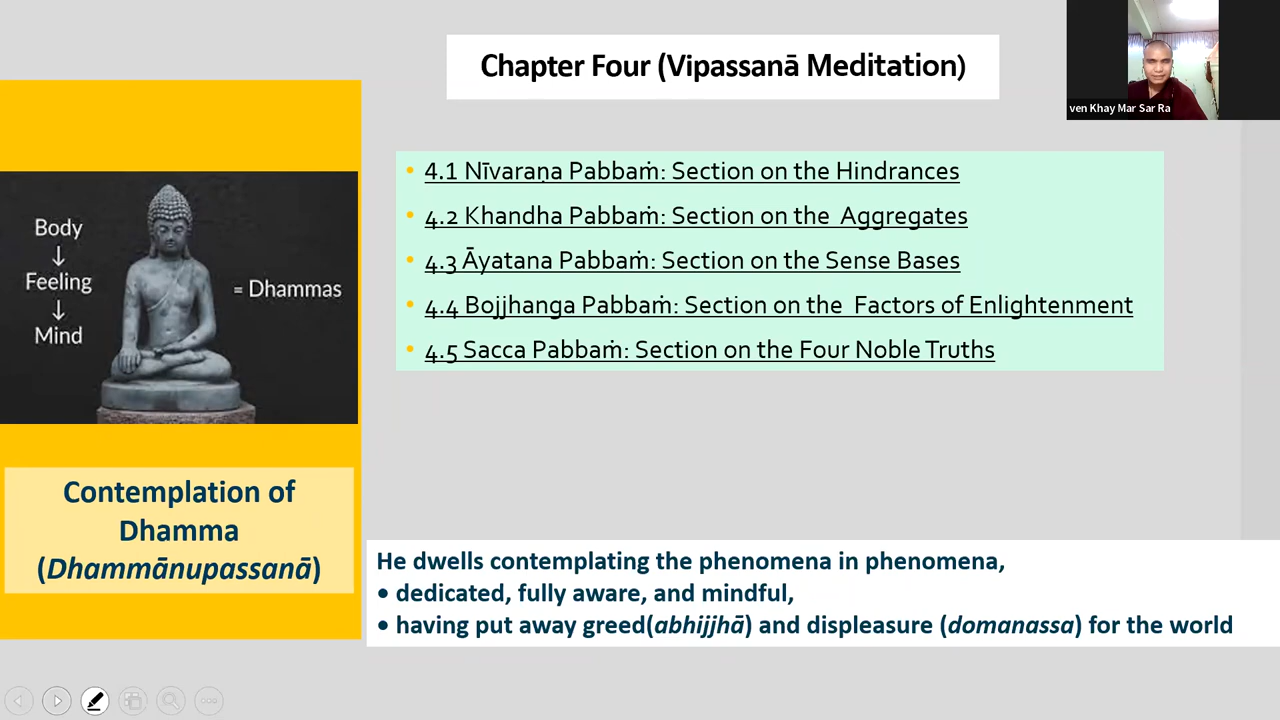 Chapter Four (Vipassanā Meditation)
ven Khay Mar Sar Ra
• 4.1 Nīvaraṇa Pabbaṁ: Section on the Hindrances
• 4.2 Khandha Pabbaṁ: Section on the Aggregates
• 4.3 Āyatana Pabbaṁ: Section on the Sense Bases
• 4.4 Bojjhanga Pabbaṁ: Section on the Factors of Enlightenment
• 4.5 Sacca Pabbaṁ: Section on the Four Noble Truths
Body
↓
Feeling
↓
Mind
= Dhammas
Contemplation of
Dhamma
(Dhammānupassanā)
He dwells contemplating the phenomena in phenomena,
• dedicated, fully aware, and mindful,
• having put away greed(abhijjhā) and displeasure (domanassa) for the world